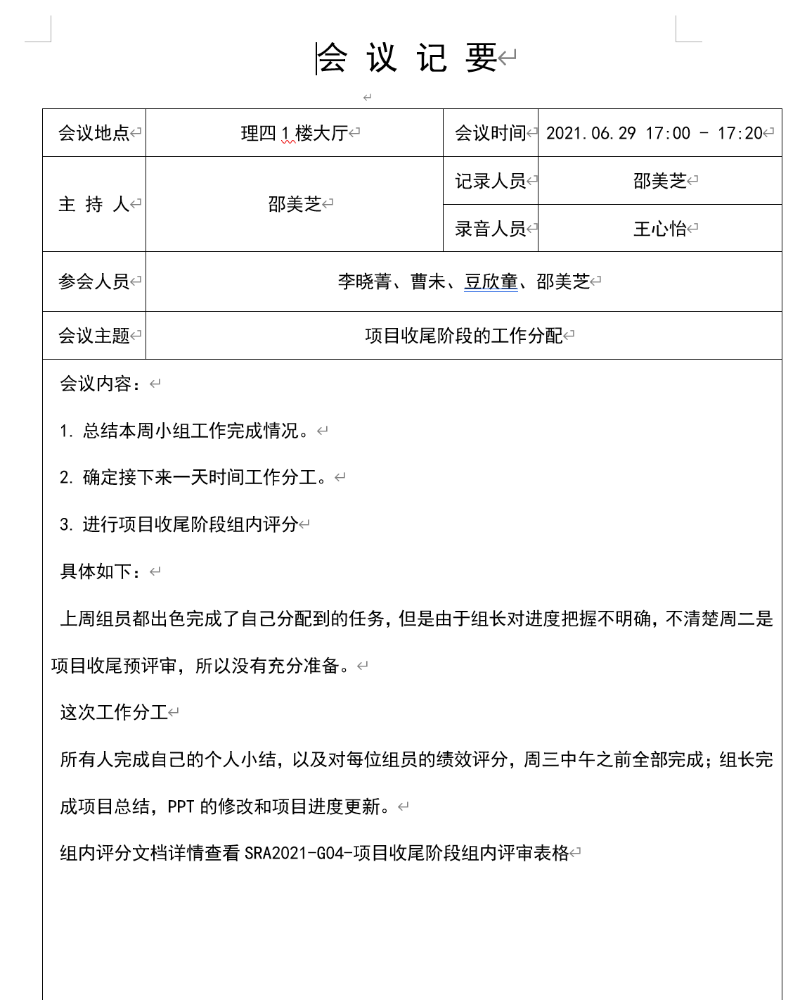 会 议 记 要
会议地点 理四 1 楼大厅 会议时间 2021.06.29 17:00 - 17:20
主 持 人 邵美芝 记录人员 邵美芝
录音人员 王心怡
参会人员 李晓菁、曹未、豆欣童、邵美芝
会议主题 项目收尾阶段的工作分配
会议内容：
1. 总结本周小组工作完成情况。
2. 确定接下来一天时间工作分工。
3. 进行项目收尾阶段组内评分
具体如下：
上周组员都出色完成了自己分配到的任务，但是由于组长对进度把握不明确，不清楚周二是
项目收尾预评审，所以没有充分准备。
这次工作分工
所有人完成自己的个人小结，以及对每位组员的绩效评分，周三中午之前全部完成；组长完
成项目总结，PPT 的修改和项目进度更新。
组内评分文档详情查看 SRA2021-G04-项目收尾阶段组内评审表格